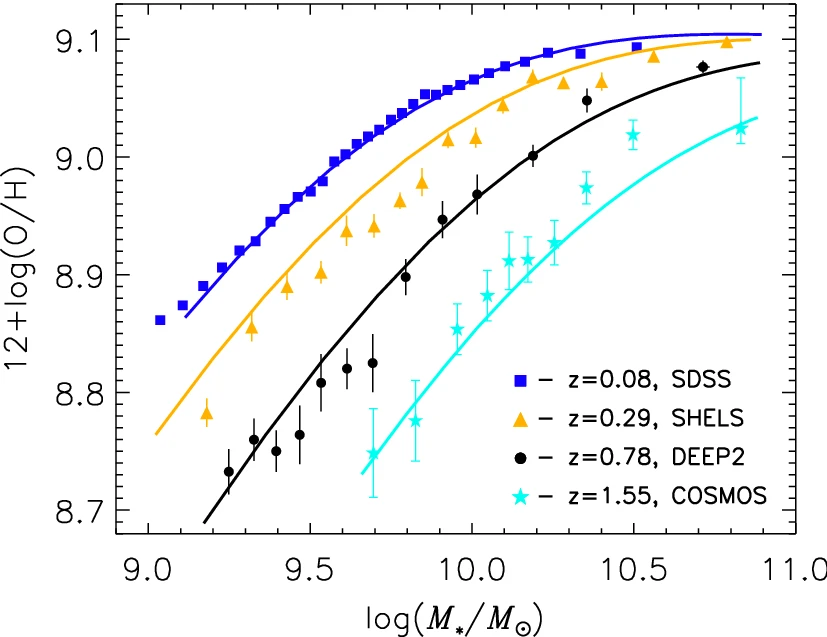 9.1
9.0
8.9
8.8
8.7
12+log(O/H)
– z=0.08, SDSS
– z=0.29, SHELS
– z=0.78, DEEP2
– z=1.55, COSMOS
9.0 9.5 10.0 10.5 11.0
log(M*/M⊙)